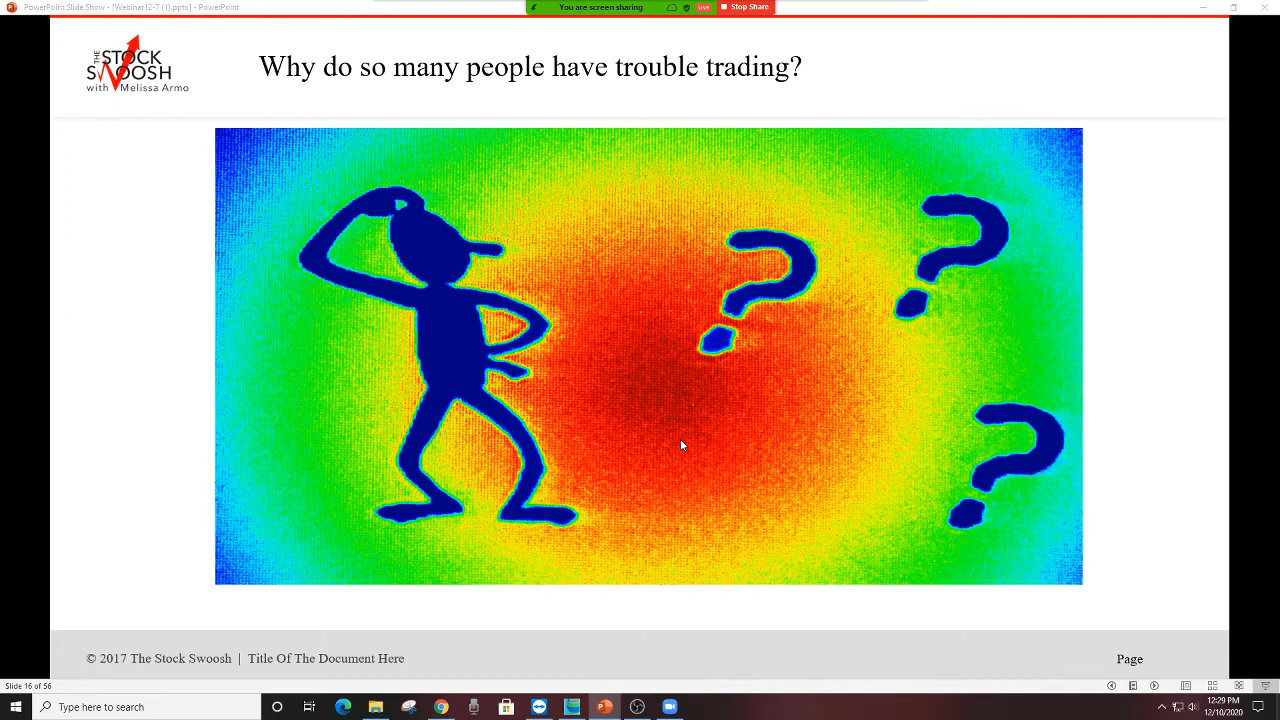 PowerPoint Slide Show - [Webinar12-7 (1).pptx] - PowerPoint
You are screen sharing
LIVE
Stop Share
THE STOCK
SWOOSH
with Melissa Armo
Why do so many people have trouble trading?
? ? ?
© 2017 The Stock Swoosh | Title Of The Document Here
Page
Slide 16 of 56
Type here to search
12:29 PM
12/10/2020